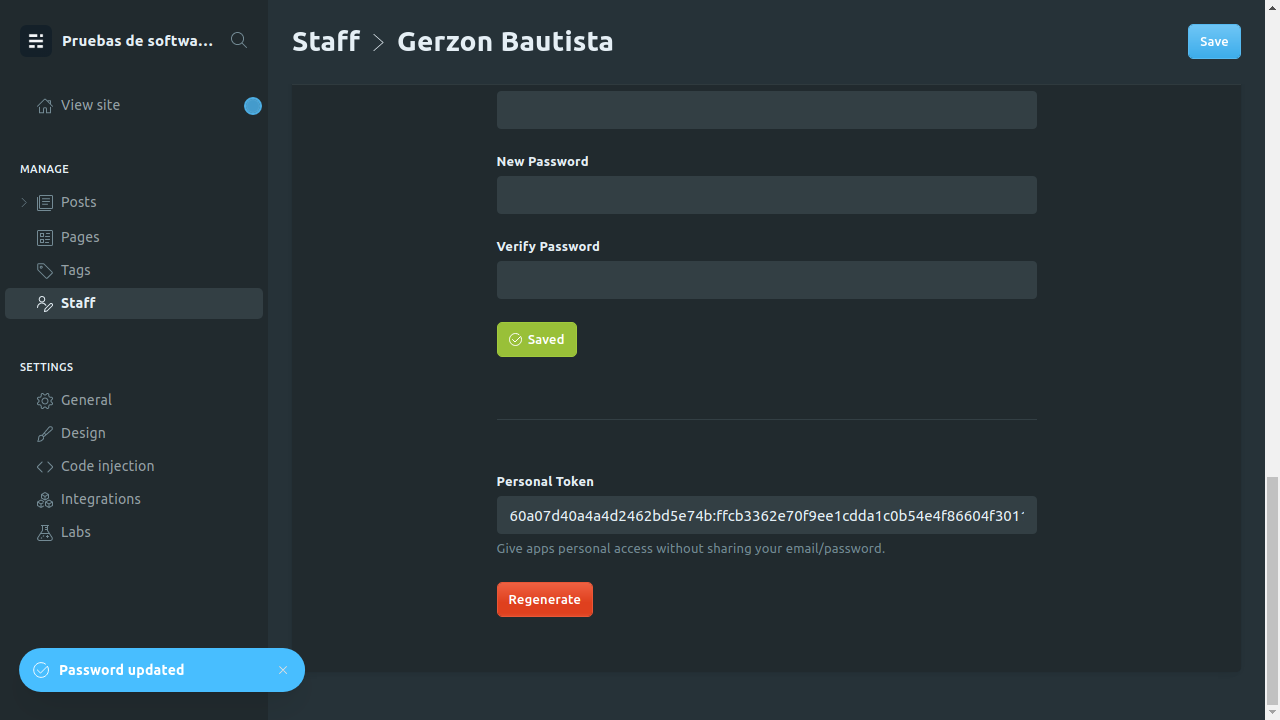 Pruebas de softwa...
Staff > Gerzon Bautista
Save
View site
MANAGE
Posts
Pages
Tags
Staff
SETTINGS
General
Design
Code injection
Integrations
Labs
New Password
Verify Password
Saved
Personal Token
60a07d40a4a4d2462bd5e74b:ffcb3362e70f9ee1cdda1c0b54e4f86604f3011
Give apps personal access without sharing your email/password.
Regenerate
Password updated